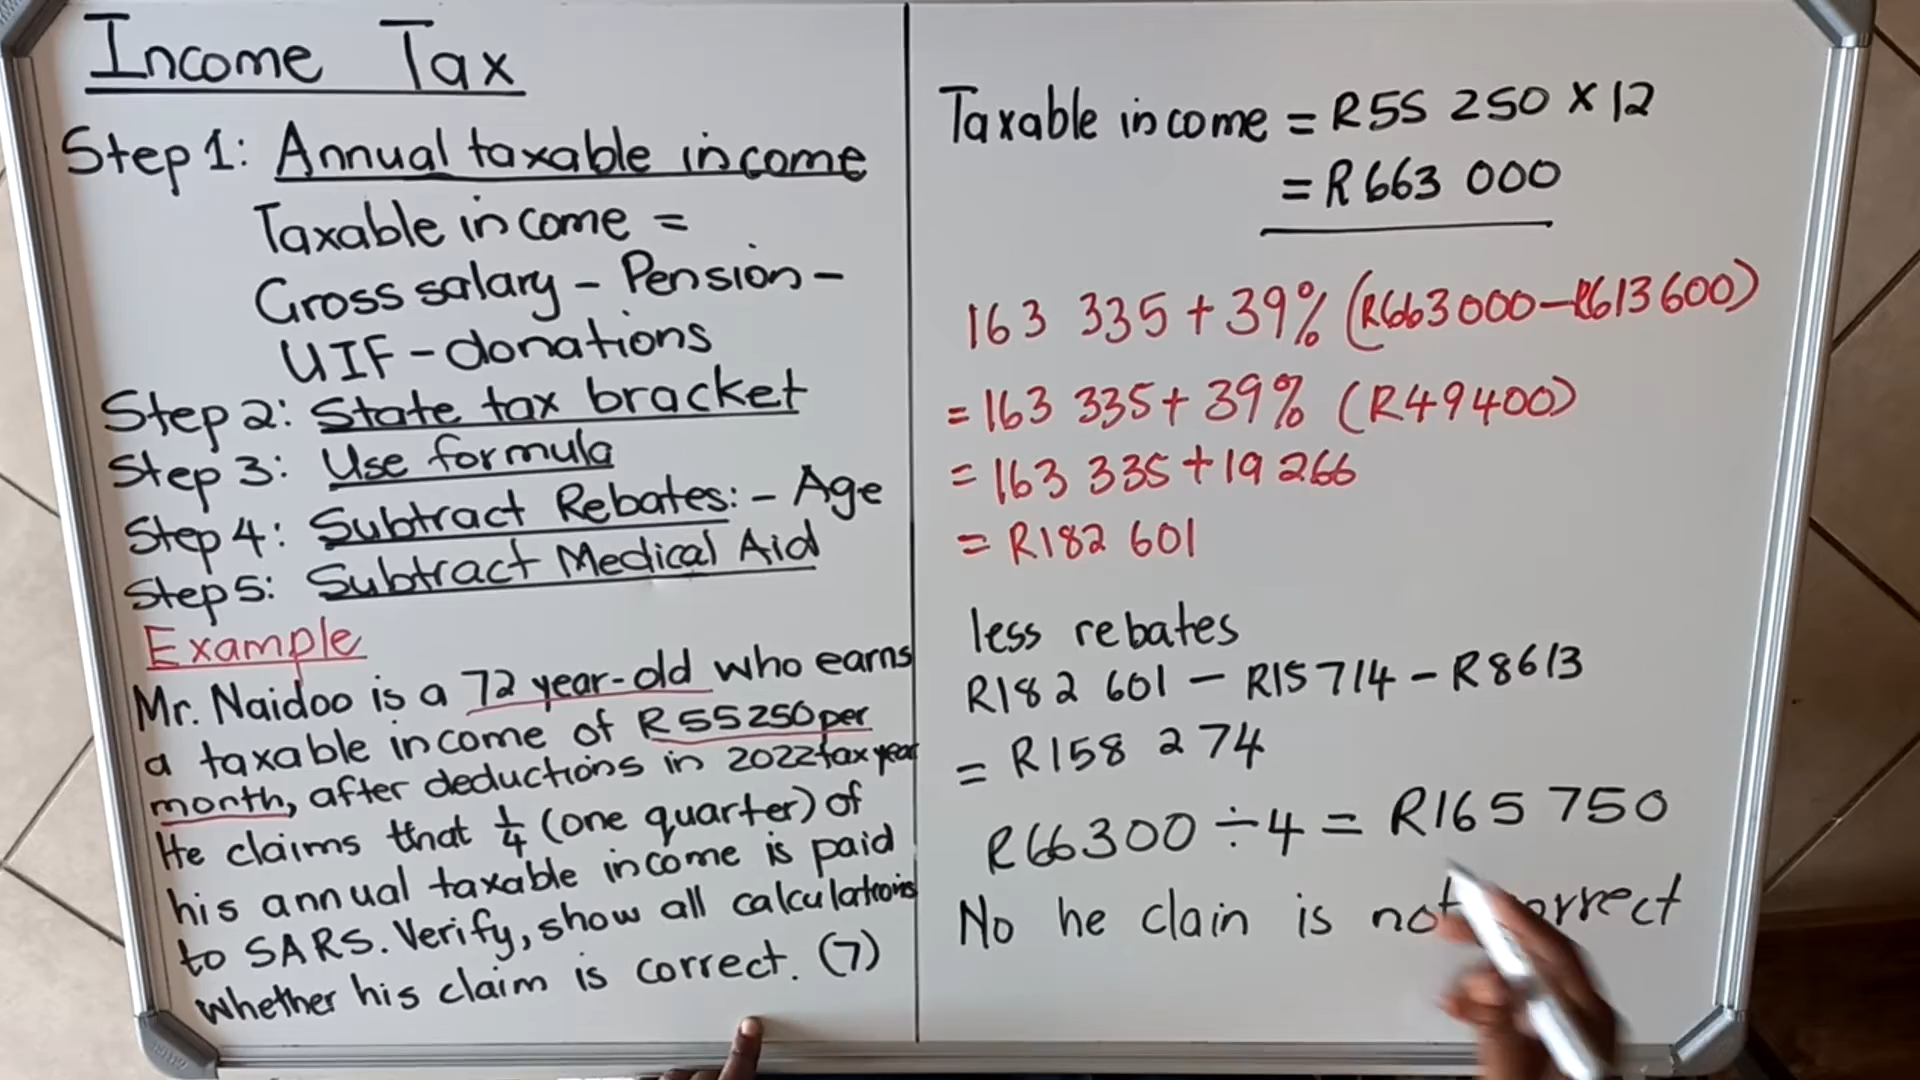 Income Tax
Step 1: Annual taxable income
Taxable income =
Gross salary - Pension -
UIF - donations
Step 2: State tax bracket
Step 3: Use formula
Step 4: Subtract Rebates: - Age
Step 5: Subtract Medical Aid
Example
Mr. Naidoo is a 72 year-old who earns
a taxable income of R55250 per
month, after deductions in 2022 tax year
He claims that 1/4 (one quarter) of
his annual taxable income is paid
to SARS. Verify, show all calculations
whether his claim is correct. (7)
Taxable income = R55 250 x 12
= R663 000
163 335 + 39% (R663000 - R613600)
= 163 335 + 39% (R49400)
= 163 335 + 19 266
= R182 601
less rebates
R182 601 - R15 714 - R8613
= R158 274
R66300 ÷ 4 = R165 750
No he clain is not correct